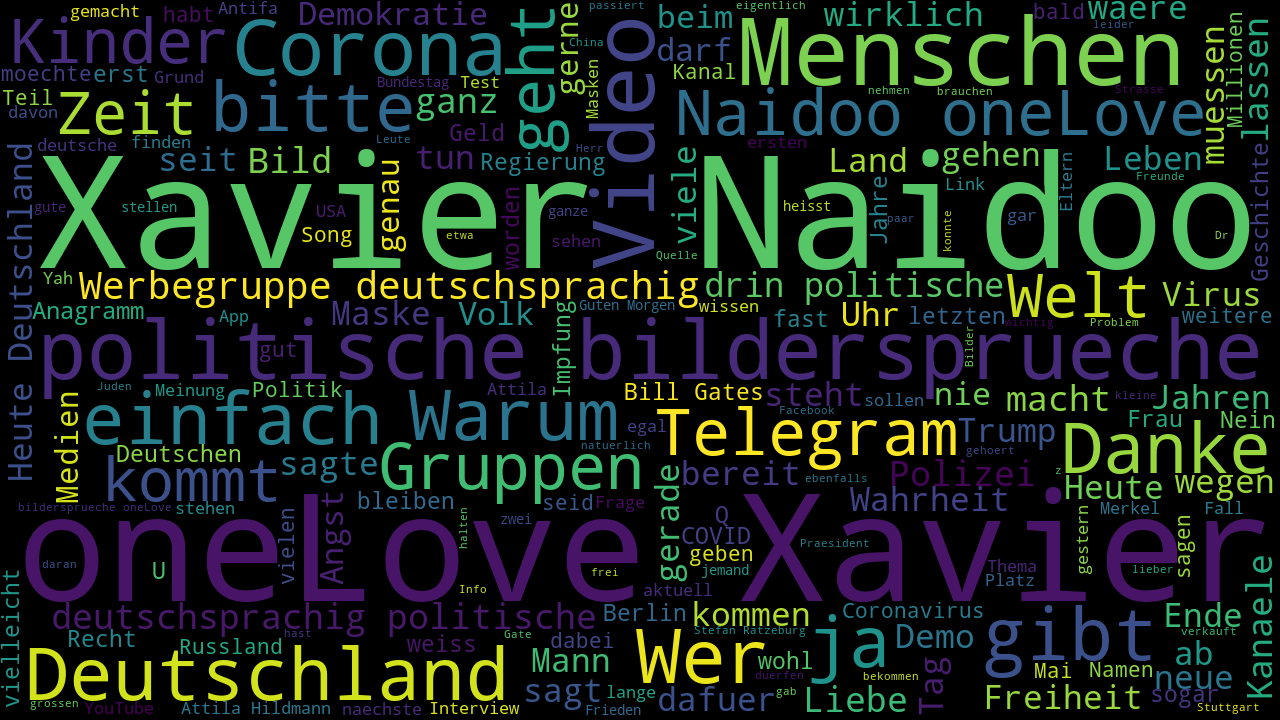 gemacht habt Antifa Demokratie passiert eigentlich bald leider waere
Kinder Corona geht gerne China video beim wirklich Menschen Millionen lassen
moechte erst Grund Bundestag Test Masken darf Kanal nehmen brauchen Strasse muessen
Teil davon Zeit bitte ganz Geld Leute Herr Naidoo oneLove
deutsche finden seit Bild genau tun Regierung viele ersten Land gehen Leben
Xavier Naidoo
gute stellen USA Song etwa worden ganze sehen Quelle heisst Jahre paar Link gar konnte Eltern Freunde Dr Geschichte
Yah Werbegruppe deutschsprachig drin politische Welt Virus
Heute Deutschland Anagramm App Maske Volk Impfung Guten Morgen wissen fast Uhr letzten wichtig Problem weitere
politische bildersprueche
gut Bilder
Juden Meinung Politik Attila Bill Gates steht sollen nie macht kleine Jahren
Medien einfach Warum egal natuerlich Telegram Facebook Trump gehoert Frau Nein
Deutschen kommt sagte Gruppen bereit ebenfalls Polizei z Danke
bildersprueche oneLove stehen Angst bleiben seid Frage gerade Wahrheit Heute wegen
oneLove Xavier
daran U vielen halten zwei Q COVID geben jemand Praesident Merkel Fall gestern sagen lieber
vielleicht Info frei aktuell Thema Platz Kanaele
deutschsprachig politische Berlin kommen Coronavirus Ende
Recht Russland hast weiss Gate dabei Stefan Ratzeburg ja Demo gibt verkauft
Deutschland Mann Wer wohl duerfen bekommen Mai Namen ab neue
grossen YouTube Attila Hildmann naechste Interview sagt lange Frieden dafuer gab Liebe Tag Freiheit sogar Stuttgart